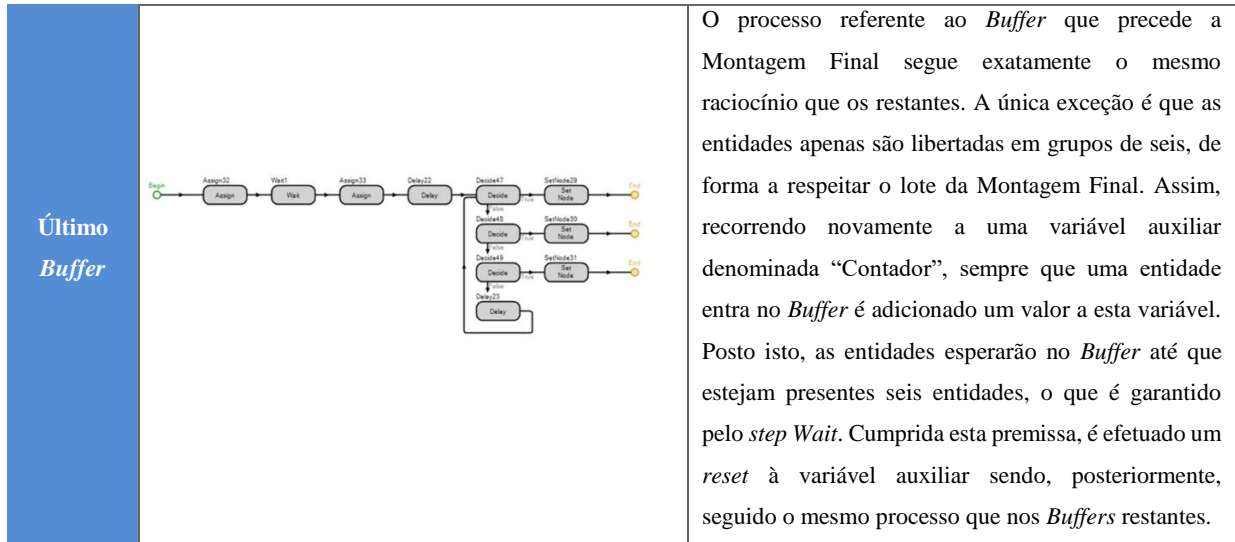 Último
Buffer
Begin
Assign32
Assign
Wait1
Wait
Assign33
Assign
Delay22
Delay
Decide47
Decide
True
SetNode29
Set
Node
End
False
Decide48
Decide
True
SetNode30
Set
Node
End
False
Decide49
Decide
True
SetNode31
Set
Node
End
False
Delay23
Delay
O processo referente ao Buffer que precede a
Montagem Final segue exatamente o mesmo
raciocínio que os restantes. A única exceção é que as
entidades apenas são libertadas em grupos de seis, de
forma a respeitar o lote da Montagem Final. Assim,
recorrendo novamente a uma variável auxiliar
denominada “Contador”, sempre que uma entidade
entra no Buffer é adicionado um valor a esta variável.
Posto isto, as entidades esperarão no Buffer até que
estejam presentes seis entidades, o que é garantido
pelo step Wait. Cumprida esta premissa, é efetuado um
reset à variável auxiliar sendo, posteriormente,
seguido o mesmo processo que nos Buffers restantes.